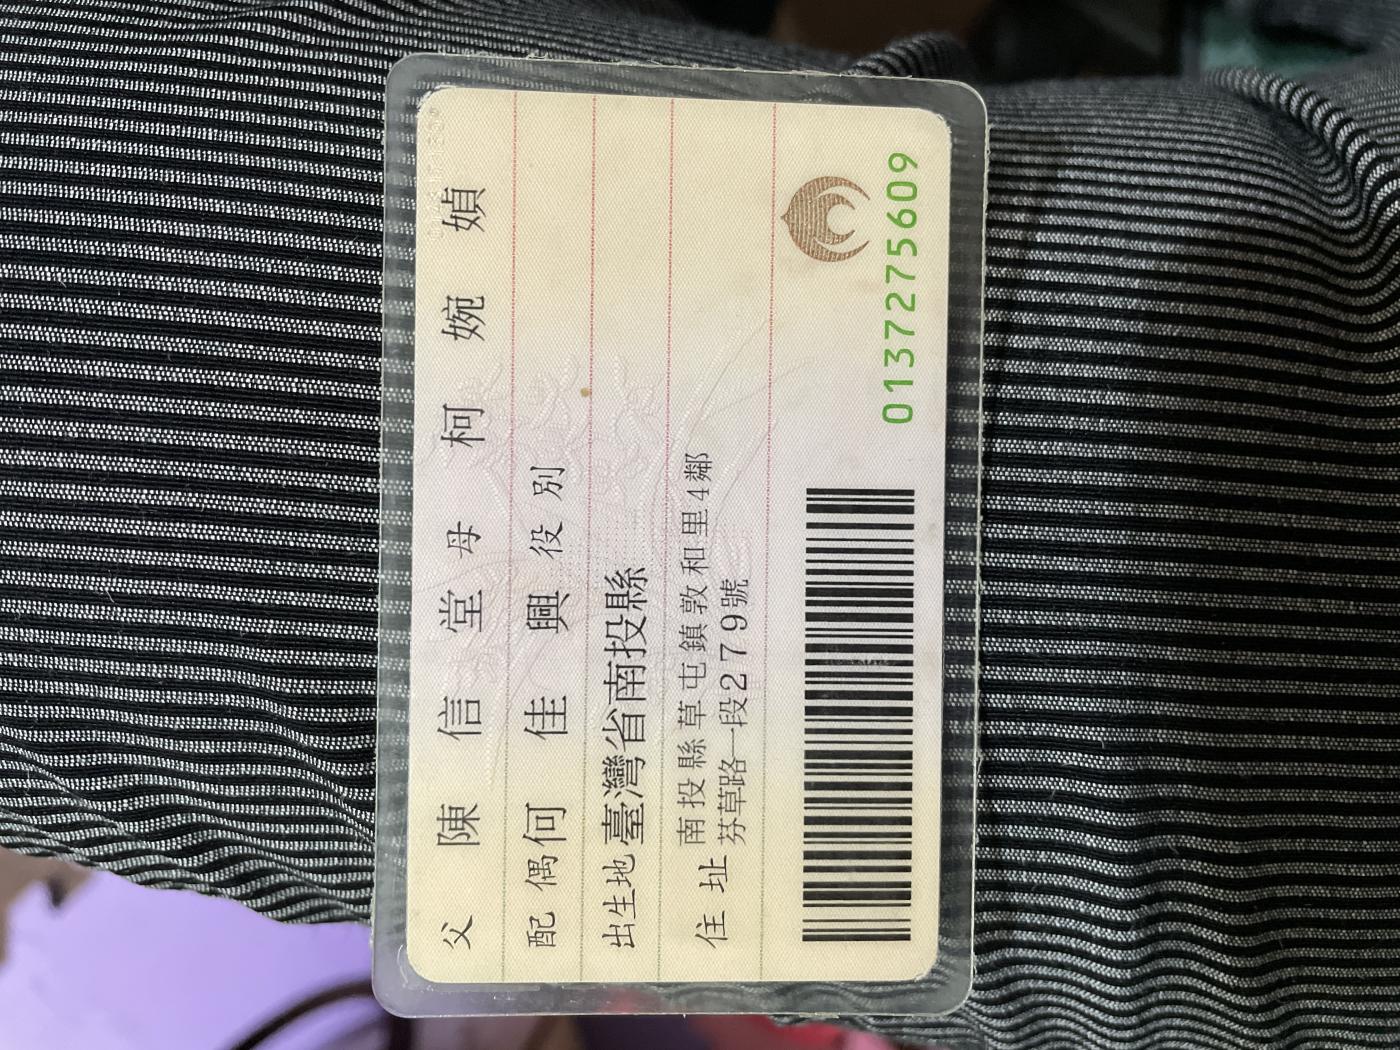 父 陳 信 堂 母 柯 婉 媜
配偶 何 佳 興 役別
出生地 臺灣省南投縣
住址 南投縣草屯鎮敦和里4鄰
芬草路一段279號
0137275609